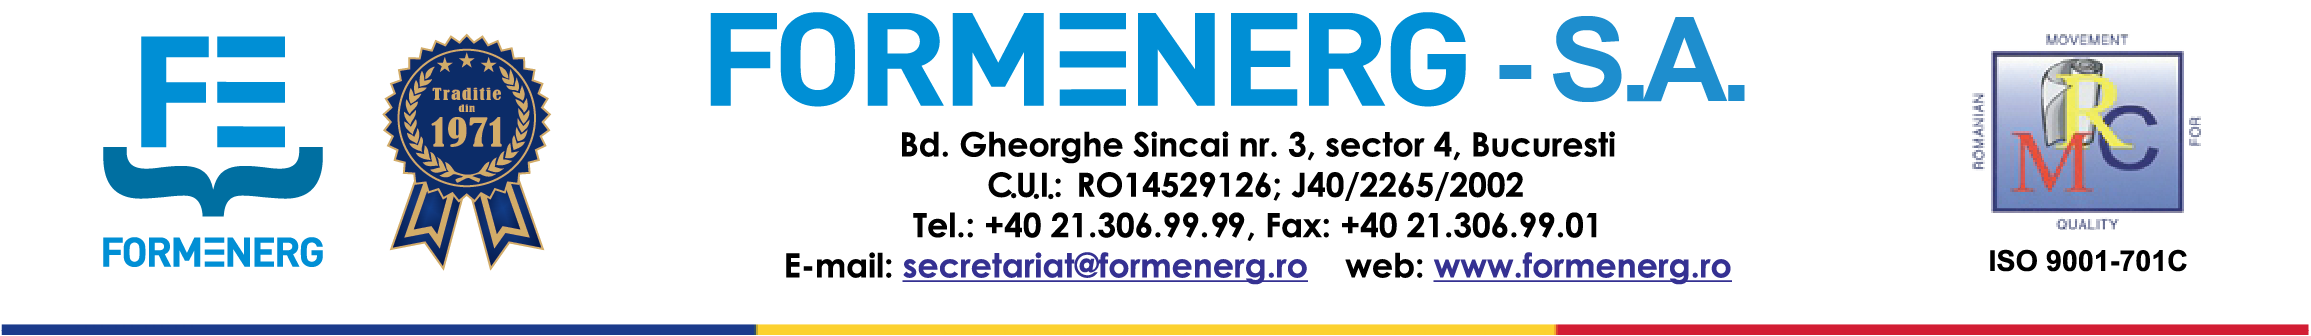 FE
FORMENERG
Traditie
din
1971
FORMENERG - S.A.
Bd. Gheorghe Sincai nr. 3, sector 4, Bucuresti
C.U.I.: RO14529126; J40/2265/2002
Tel.: +40 21.306.99.99, Fax: +40 21.306.99.01
E-mail: secretariat@formenerg.ro web: www.formenerg.ro
MOVEMENT
ROMANIAN
MRC
FOR
QUALITY
ISO 9001-701C